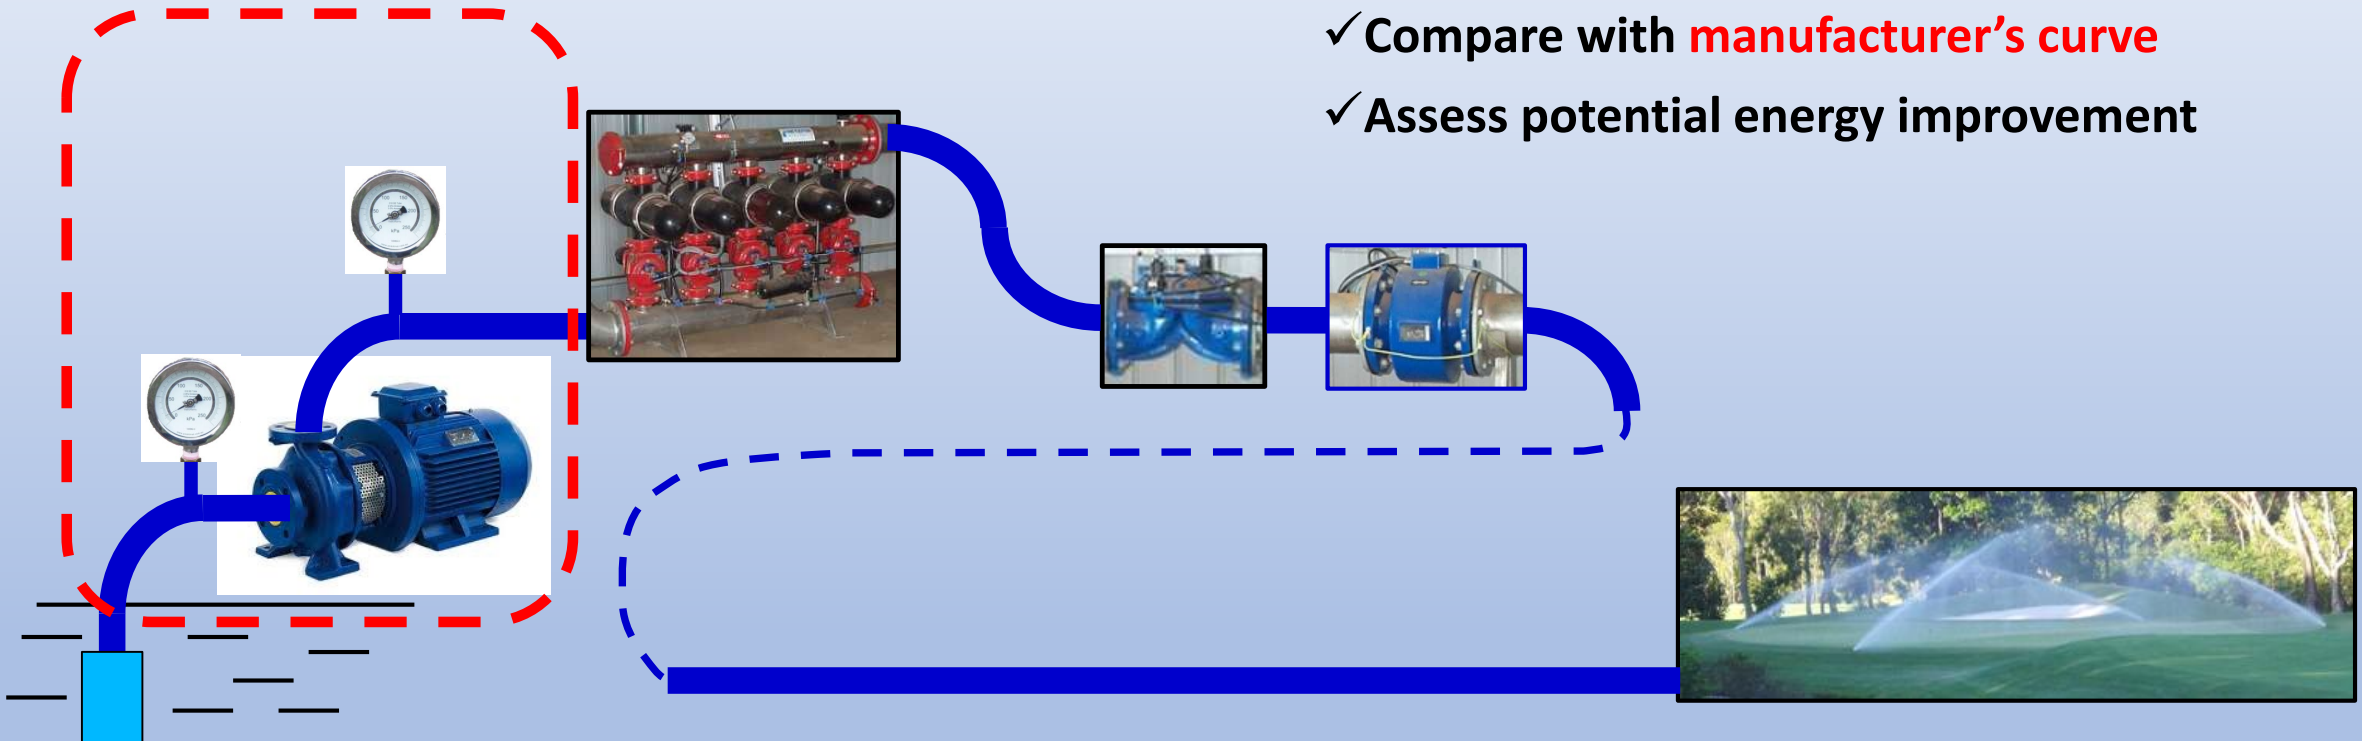 ✓Compare with manufacturer’s curve
✓Assess potential energy improvement